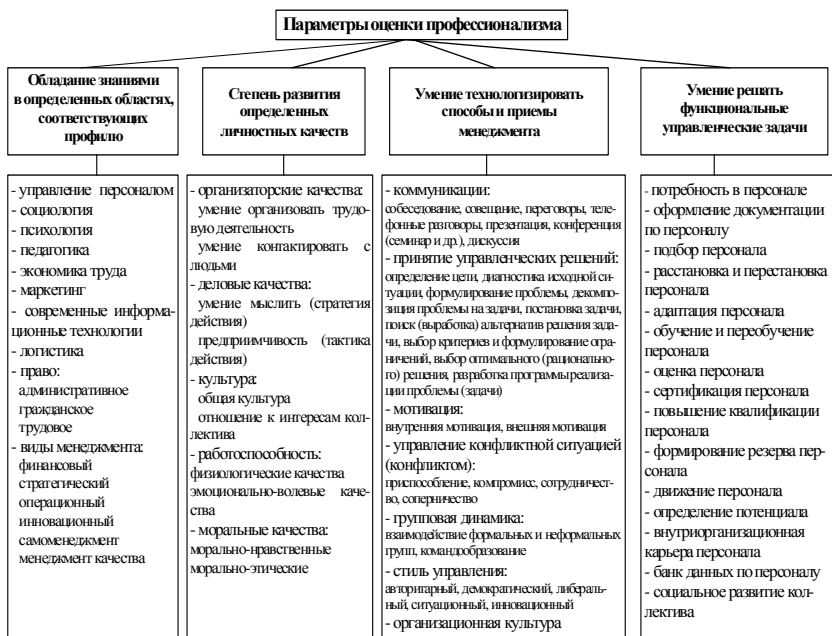 Параметры оценки профессионализма
Обладание знаниями
в определенных областях,
соответствующих
профилю
- управление персоналом
- социология
- психология
- педагогика
- экономика труда
- маркетинг
- современные информа-
ционные технологии
- логистика
- право:
административное
гражданское
трудовое
- виды менеджмента:
финансовый
стратегический
операционный
инновационный
самоменеджмент
менеджмент качества
Степень развития
определенных
личностных качеств
- организаторские качества:
умение организовать трудо-
вую деятельность
умение контактировать с
людьми
- деловые качества:
умение мыслить (стратегия
действия)
предприимчивость (тактика
действия)
- культура:
общая культура
отношение к интересам кол-
лектива
- работоспособность:
физиологические качества
эмоционально-волевые каче-
ства
- моральные качества:
морально-нравственные
морально-этические
Умение технологизировать
способы и приемы
менеджмента
- коммуникации:
собеседование, совещание, переговоры, теле-
фонные разговоры, презентация, конференция
(семинар и др.), дискуссия
- принятие управленческих решений:
определение цели, диагностика исходной си-
туации, формулирование проблемы, деком-
позиция проблемы на задачи, постановка задачи,
поиск (выработка) альтернатив решения зада-
чи, выбор критериев и формулирование огра-
ничений, выбор оптимального (рационально-
го) решения, разработка программы реализа-
ции проблемы (задачи)
- мотивация:
внутренняя мотивация, внешняя мотивация
- управление конфликтной ситуацией
(конфликтом):
приспособление, компромисс, сотрудничест-
во, соперничество
- групповая динамика:
взаимодействие формальных и неформальных
групп, командообразование
- стиль управления:
авторитарный, демократический, либераль-
ный, ситуационный, инновационный
- организационная культура
Умение решать
функциональные
управленческие задачи
- потребность в персонале
- оформление документации
по персоналу
- подбор персонала
- расстановка и перестановка
персонала
- адаптация персонала
- обучение и переобучение
персонала
- оценка персонала
- сертификация персонала
- повышение квалификации
персонала
- формирование резерва пер-
сонала
- движение персонала
- определение потенциала
- внутриорганизационная
карьера персонала
- банк данных по персоналу
- социальное развитие кол-
лектива